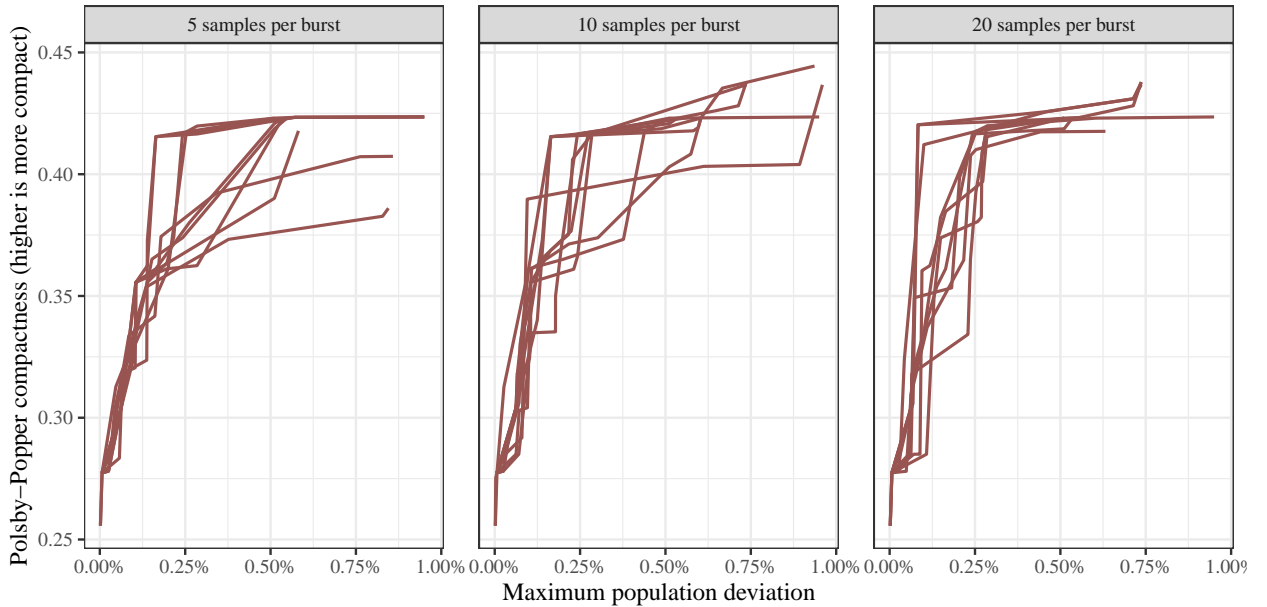 5 samples per burst
10 samples per burst
20 samples per burst
Polsby−Popper compactness (higher is more compact)
0.45
0.40
0.35
0.30
0.25
0.00% 0.25% 0.50% 0.75% 1.00%
0.00% 0.25% 0.50% 0.75% 1.00%
0.00% 0.25% 0.50% 0.75% 1.00%
Maximum population deviation